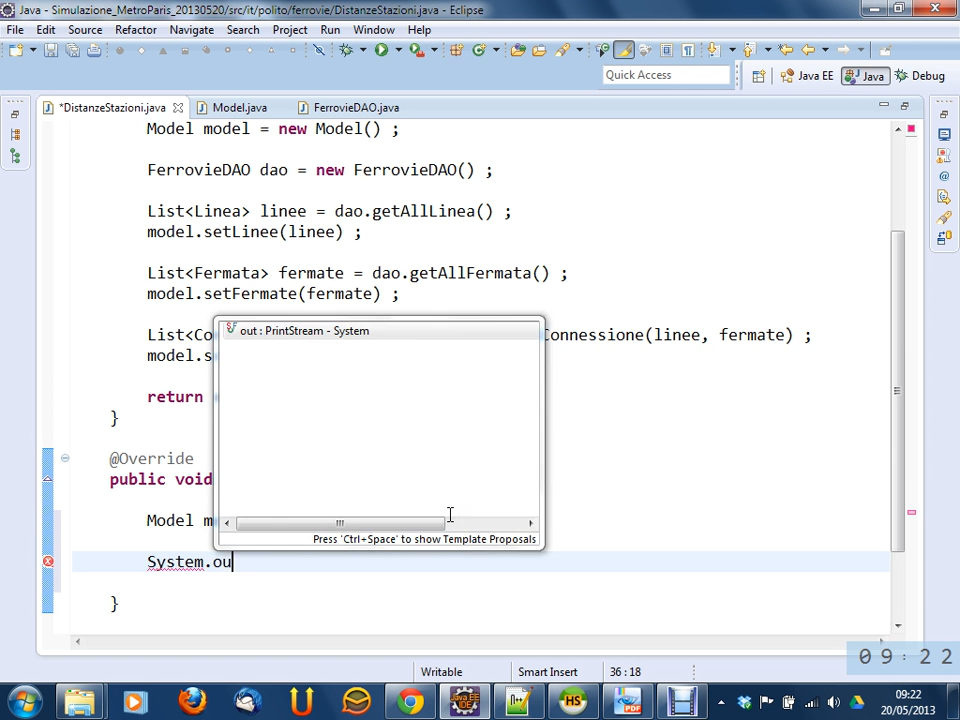 Java - Simulazione_MetroParis_20130520/src/it/polito/ferrovie/DistanzeStazioni.java - Eclipse
File Edit Source Refactor Navigate Search Project Run Window Help
Quick Access
Java EE
Java
Debug
*DistanzeStazioni.java
Model.java
FerrovieDAO.java
Model model = new Model() ;
FerrovieDAO dao = new FerrovieDAO() ;
List<Linea> linee = dao.getAllLinea() ;
model.setLinee(linee) ;
List<Fermata> fermate = dao.getAllFermata() ;
model.setFermate(fermate) ;
List<Co
Connessione(linee, fermate) ;
model.s
return
}
@Override
public void
Model m
System.ou
}
out : PrintStream - System
Press 'Ctrl+Space' to show Template Proposals
Writable
Smart Insert
36 : 18
09:22
09:22
20/05/2013